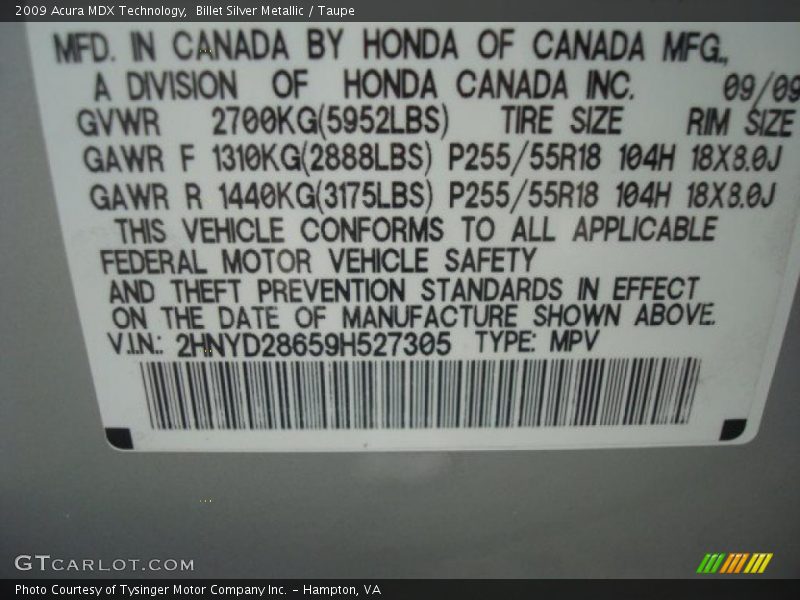 2009 Acura MDX Technology, Billet Silver Metallic / Taupe
MFD. IN CANADA BY HONDA OF CANADA MFG.,
A DIVISION OF HONDA CANADA INC. 09/09
GVWR 2700KG(5952LBS) TIRE SIZE RIM SIZE
GAWR F 1310KG(2888LBS) P255/55R18 104H 18X8.0J
GAWR R 1440KG(3175LBS) P255/55R18 104H 18X8.0J
THIS VEHICLE CONFORMS TO ALL APPLICABLE
FEDERAL MOTOR VEHICLE SAFETY
AND THEFT PREVENTION STANDARDS IN EFFECT
ON THE DATE OF MANUFACTURE SHOWN ABOVE.
V.I.N.: 2HNYD28659H527305 TYPE: MPV
GTCARLOT.COM
Photo Courtesy of Tysinger Motor Company Inc. - Hampton, VA